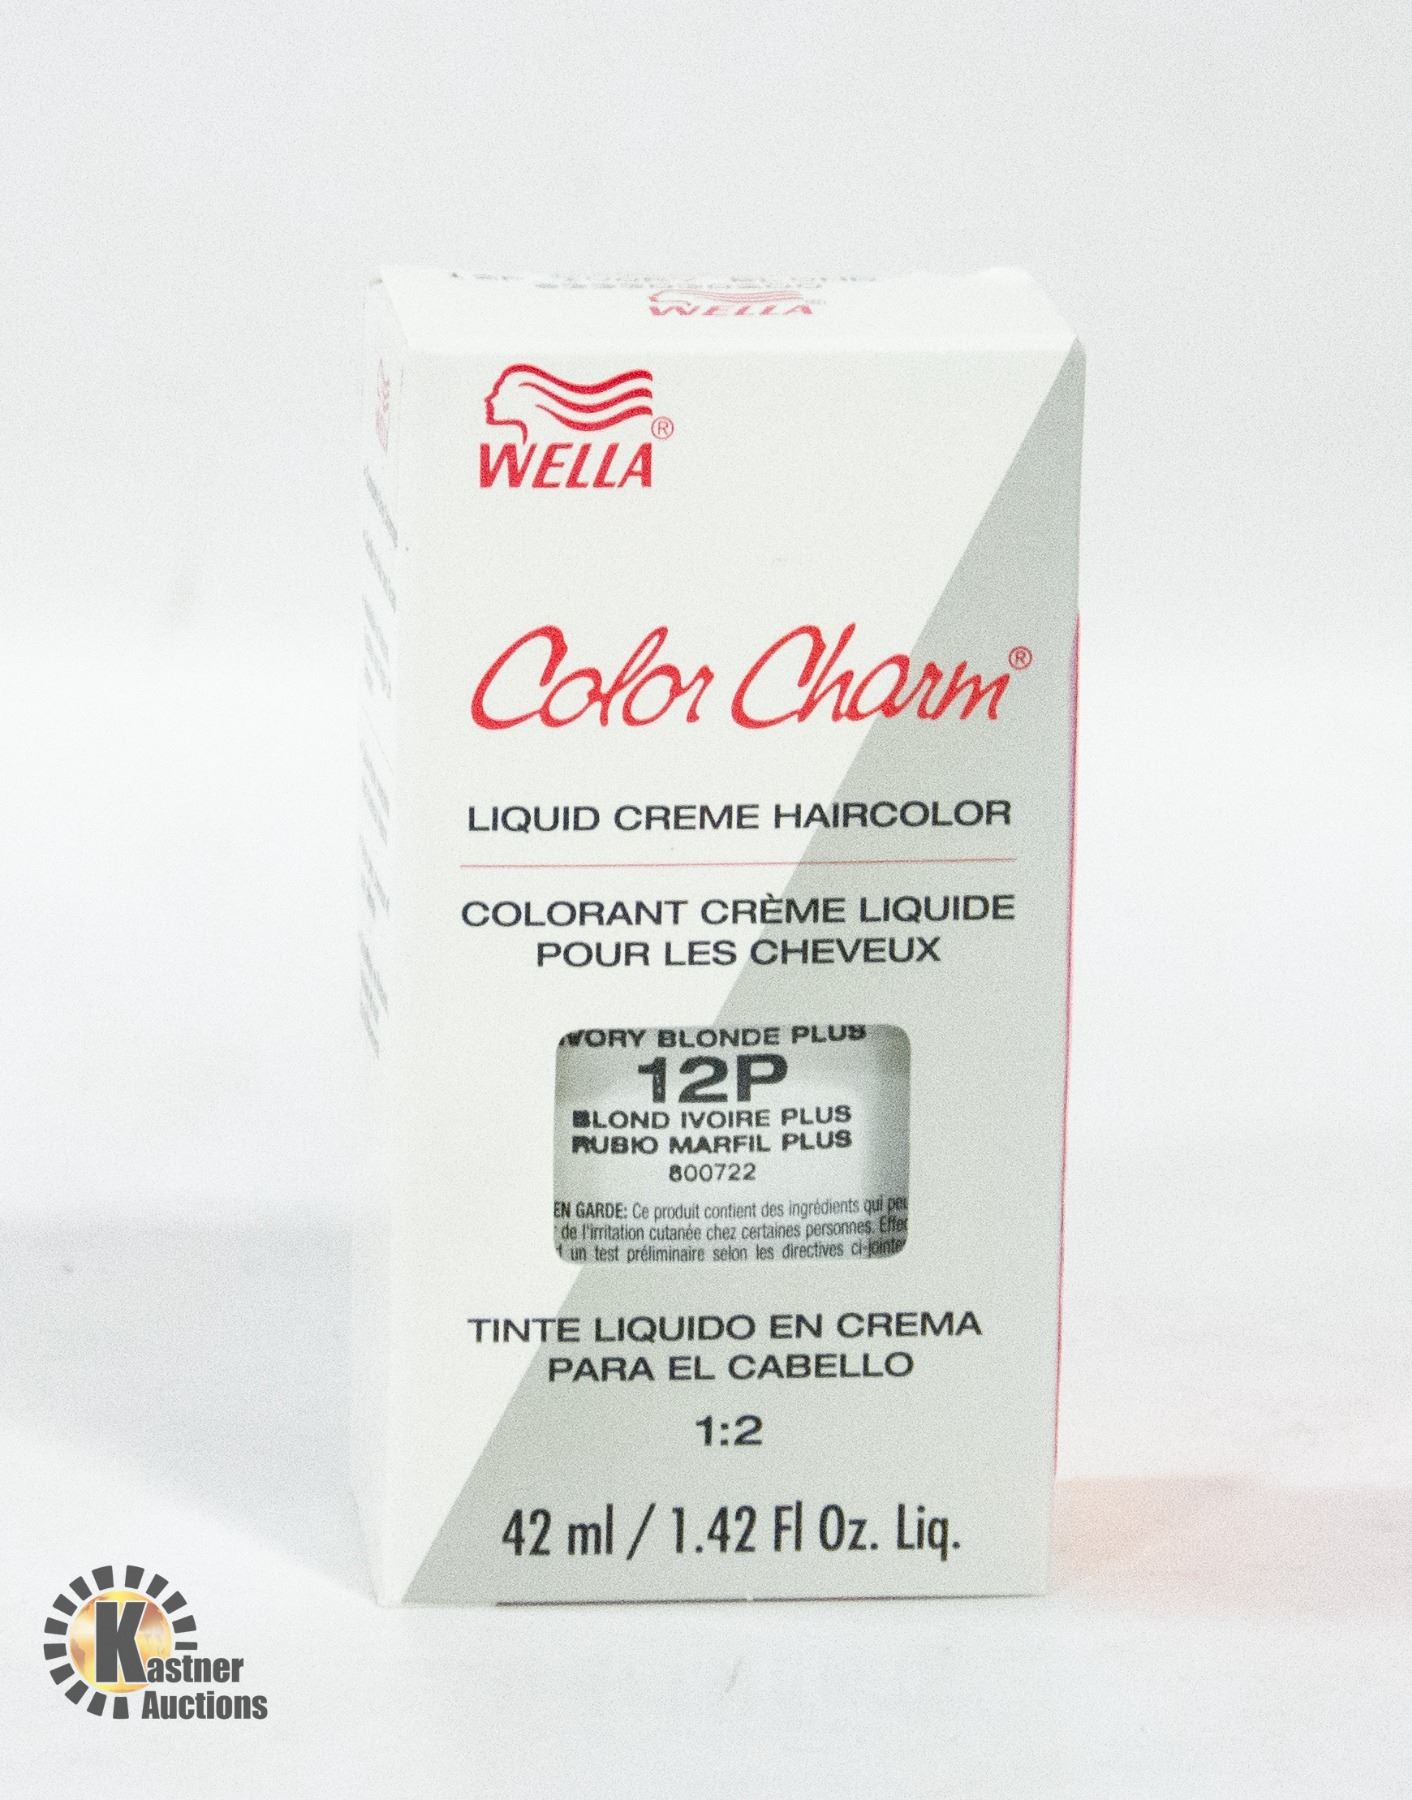 WELLA
WELLA®
Color Charm®
LIQUID CREME HAIRCOLOR
COLORANT CRÈME LIQUIDE
POUR LES CHEVEUX
IVORY BLONDE PLUS
12P
BLOND IVOIRE PLUS
RUBIO MARFIL PLUS
800722
EN GARDE: Ce produit contient des ingrédients qui
de l'irritation cutanée chez certaines personnes.
un test préliminaire selon les directives ci-jointe
TINTE LIQUIDO EN CREMA
PARA EL CABELLO
1:2
42 ml / 1.42 Fl Oz. Liq.
Kastner
Auctions